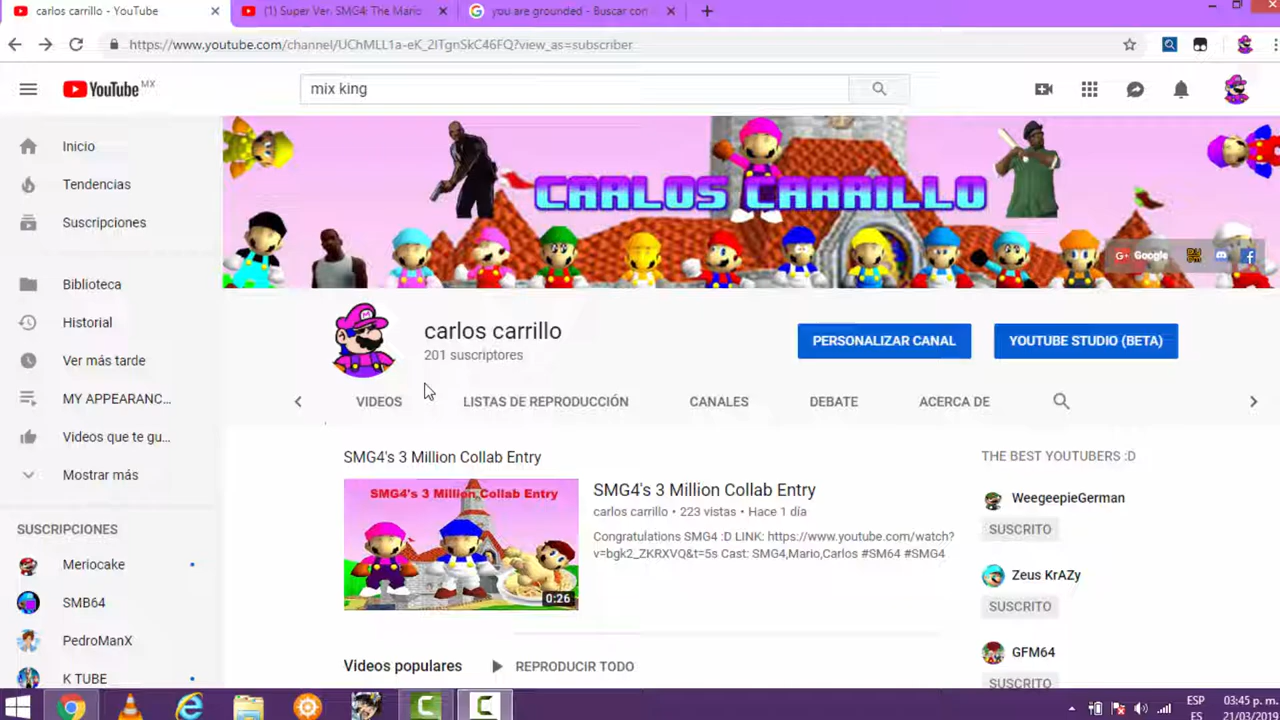 carlos carrillo - YouTube
(1) Super Ver. SMG4: The Mario
you are grounded - Buscar con
https://www.youtube.com/channel/UChMLL1a-eK_2ITgnSkC46FQ?view_as=subscriber
YouTube MX
mix king
Inicio
Tendencias
Suscripciones
Biblioteca
Historial
Ver más tarde
MY APPEARANC...
Videos que te gu...
Mostrar más
SUSCRIPCIONES
Meriocake
SMB64
PedroManX
K TUBE
CARLOS CARRILLO
G+ Google
carlos carrillo
201 suscriptores
PERSONALIZAR CANAL
YOUTUBE STUDIO (BETA)
VIDEOS
LISTAS DE REPRODUCCIÓN
CANALES
DEBATE
ACERCA DE
SMG4's 3 Million Collab Entry
SMG4's 3 Million Collab Entry
0:26
SMG4's 3 Million Collab Entry
carlos carrillo • 223 vistas • Hace 1 día
Congratulations SMG4 :D LINK: https://www.youtube.com/watch?
v=bgk2_ZKRXVQ&t=5s Cast: SMG4,Mario,Carlos #SM64 #SMG4
Videos populares
REPRODUCIR TODO
THE BEST YOUTUBERS :D
WeegeepieGerman
SUSCRITO
Zeus KrAZy
SUSCRITO
GFM64
SUSCRITO
ESP
ES
03:45 p. m.
21/03/2019